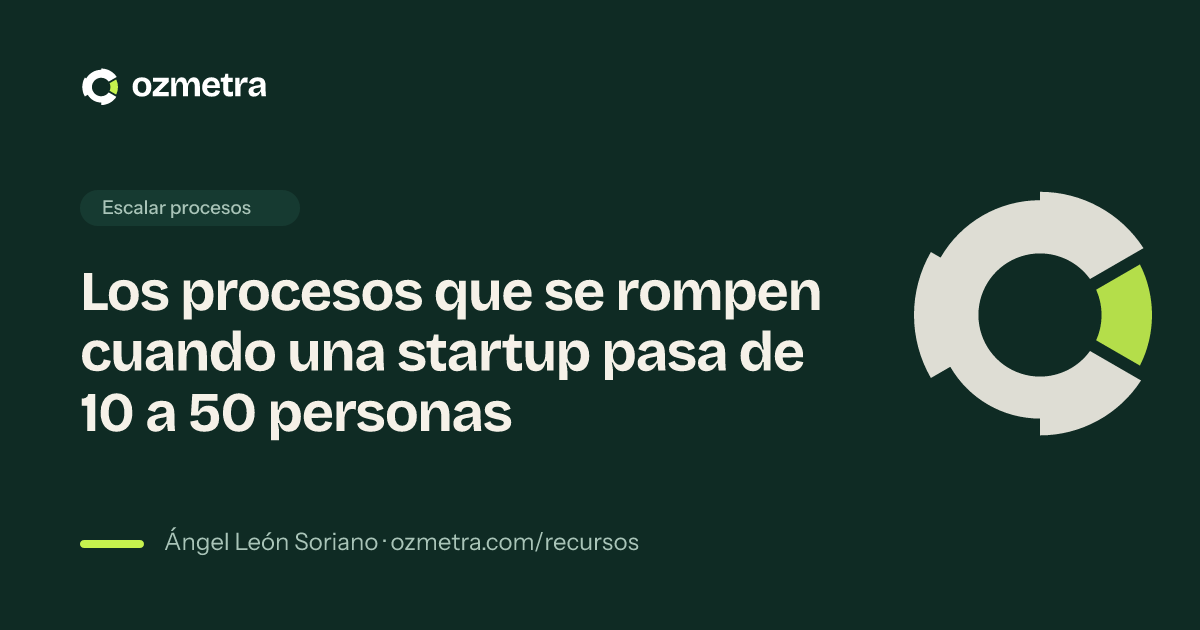 ozmetra
Escalar procesos
Los procesos que se rompen
cuando una startup pasa de
10 a 50 personas
Ángel León Soriano · ozmetra.com/recursos